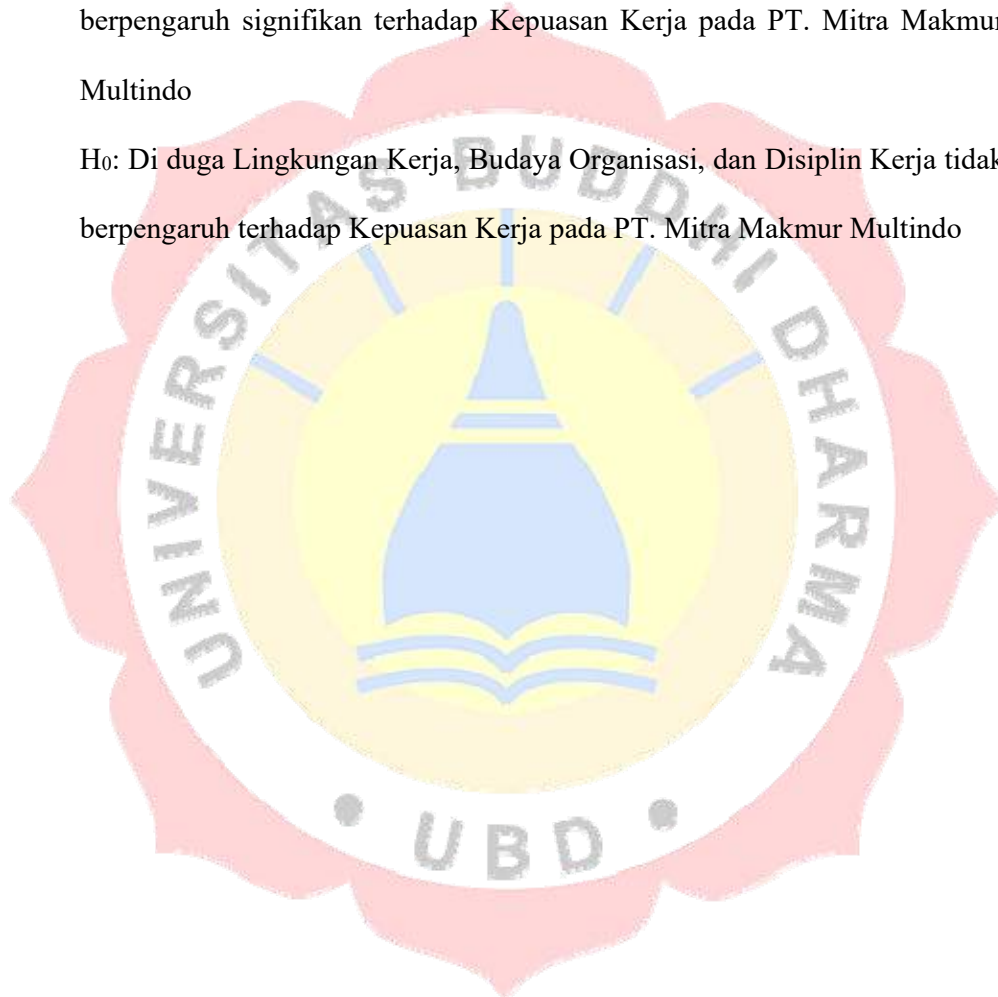 berpengaruh signifikan terhadap Kepuasan Kerja pada PT. Mitra Makmur
Multindo
H₀: Di duga Lingkungan Kerja, Budaya Organisasi, dan Disiplin Kerja tidak
berpengaruh terhadap Kepuasan Kerja pada PT. Mitra Makmur Multindo
UNIVERSITAS BUDDHI DHARMA
• UBD •